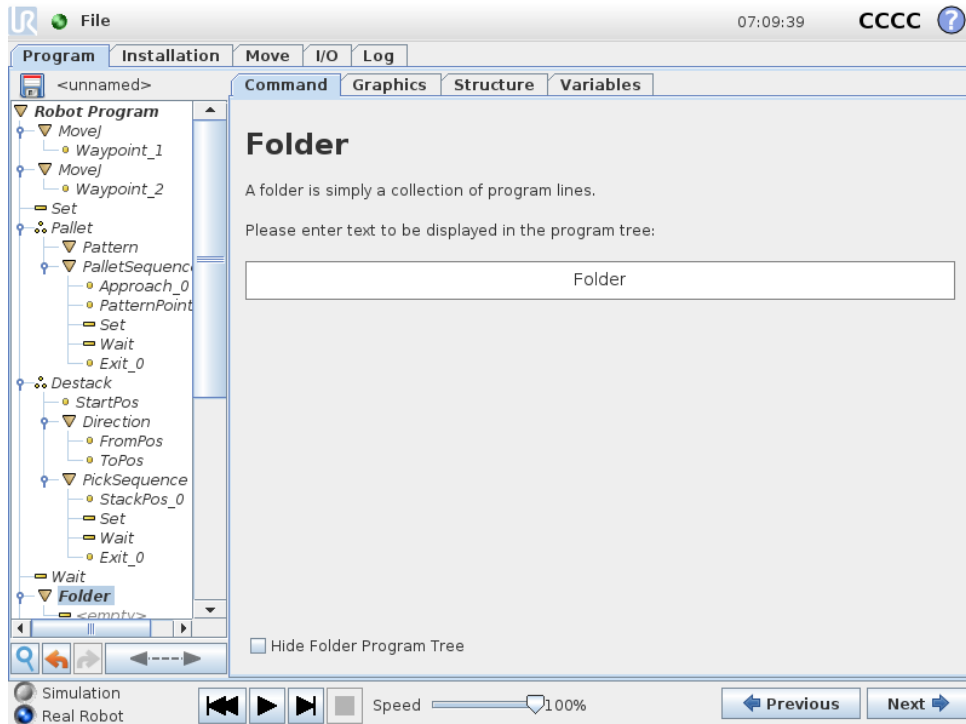 UR File 07:09:39 CCCC ?
Program Installation Move I/O Log
<unnamed>
Command Graphics Structure Variables
Robot Program
MoveJ
Waypoint_1
MoveJ
Waypoint_2
Set
Pallet
Pattern
PalletSequenc
Approach_0
PatternPoint
Set
Wait
Exit_0
Destack
StartPos
Direction
FromPos
ToPos
PickSequence
StackPos_0
Set
Wait
Exit_0
Wait
Folder
<empty>
Folder
A folder is simply a collection of program lines.
Please enter text to be displayed in the program tree:
Folder
Hide Folder Program Tree
Simulation
Real Robot
Speed 100%
Previous Next